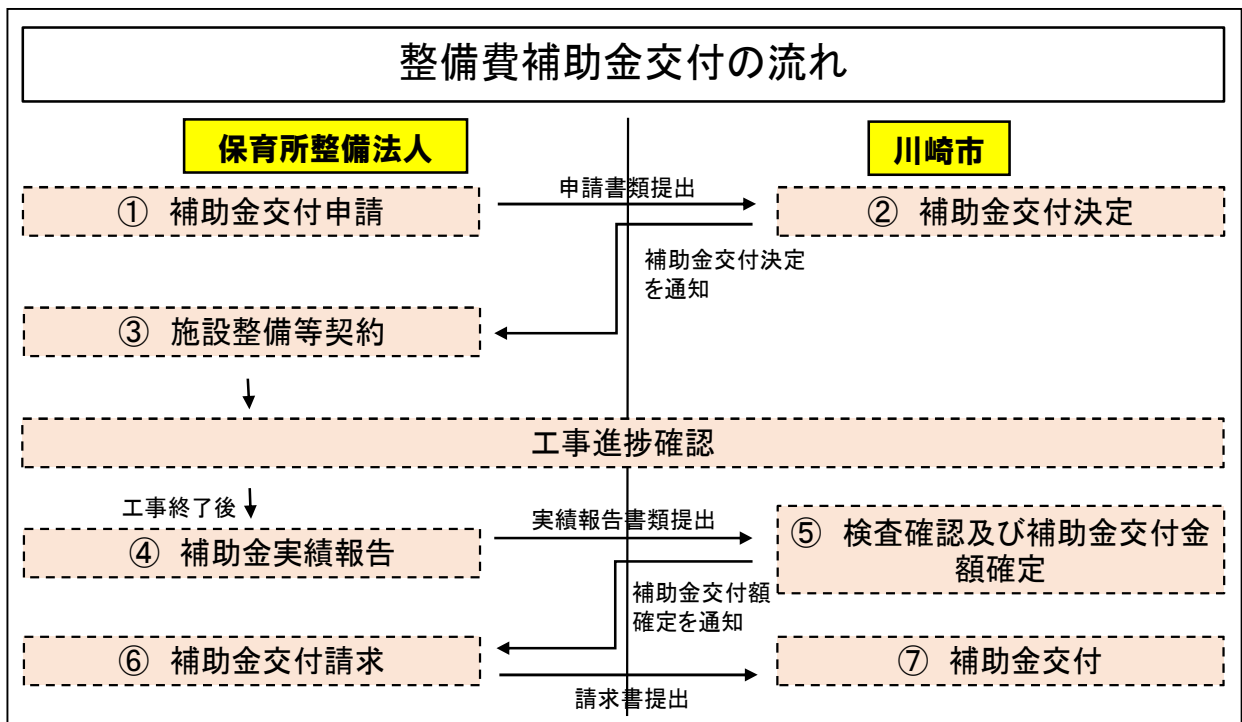 整備費補助金交付の流れ
保育所整備法人
川崎市
① 補助金交付申請
申請書類提出
② 補助金交付決定
補助金交付決定
を通知
③ 施設整備等契約
工事進捗確認
工事終了後
④ 補助金実績報告
実績報告書類提出
⑤ 検査確認及び補助金交付金
額確定
補助金交付額
確定を通知
⑥ 補助金交付請求
請求書提出
⑦ 補助金交付